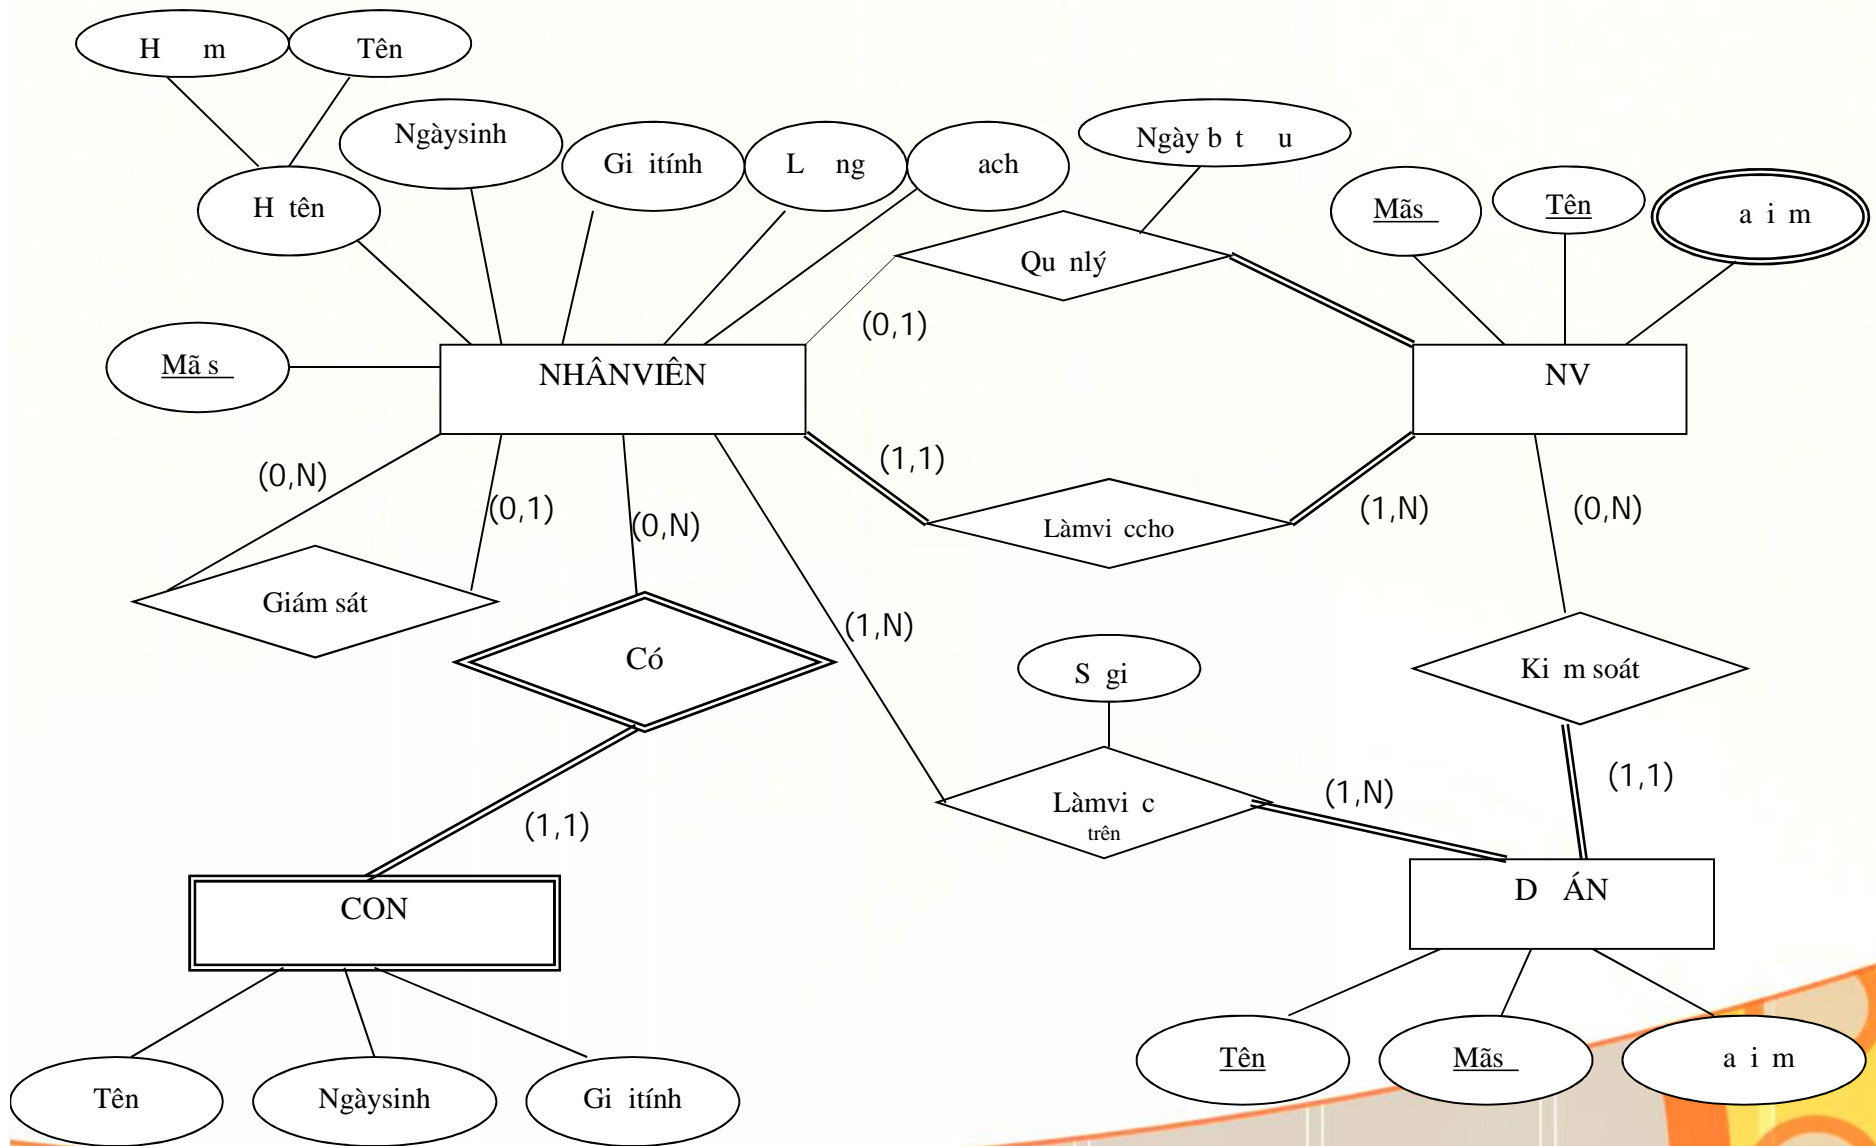 H m
Tên
Ngàysinh
Gi itính
L ng
ach
Ngày b t u
H tên
Mãs
Tên
a i m
Qu nlý
(0,1)
Mã s
NHÂNVIÊN
NV
(0,N)
(0,1)
(0,N)
(1,1)
Làmvi ccho
(1,N)
(0,N)
Giám sát
Có
(1,N)
S gi
Ki m soát
(1,1)
Làmvi c
trên
(1,N)
(1,1)
CON
D ÁN
Tên
Ngàysinh
Gi itính
Tên
Mãs
a i m